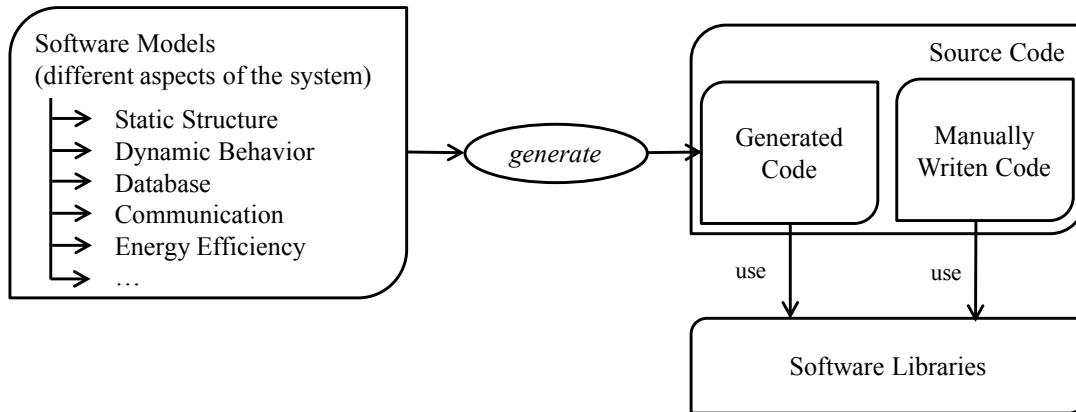 Software Models
(different aspects of the system)
Static Structure
Dynamic Behavior
Database
Communication
Energy Efficiency
…
generate
Source Code
Generated
Code
Manually
Writen Code
use
use
Software Libraries